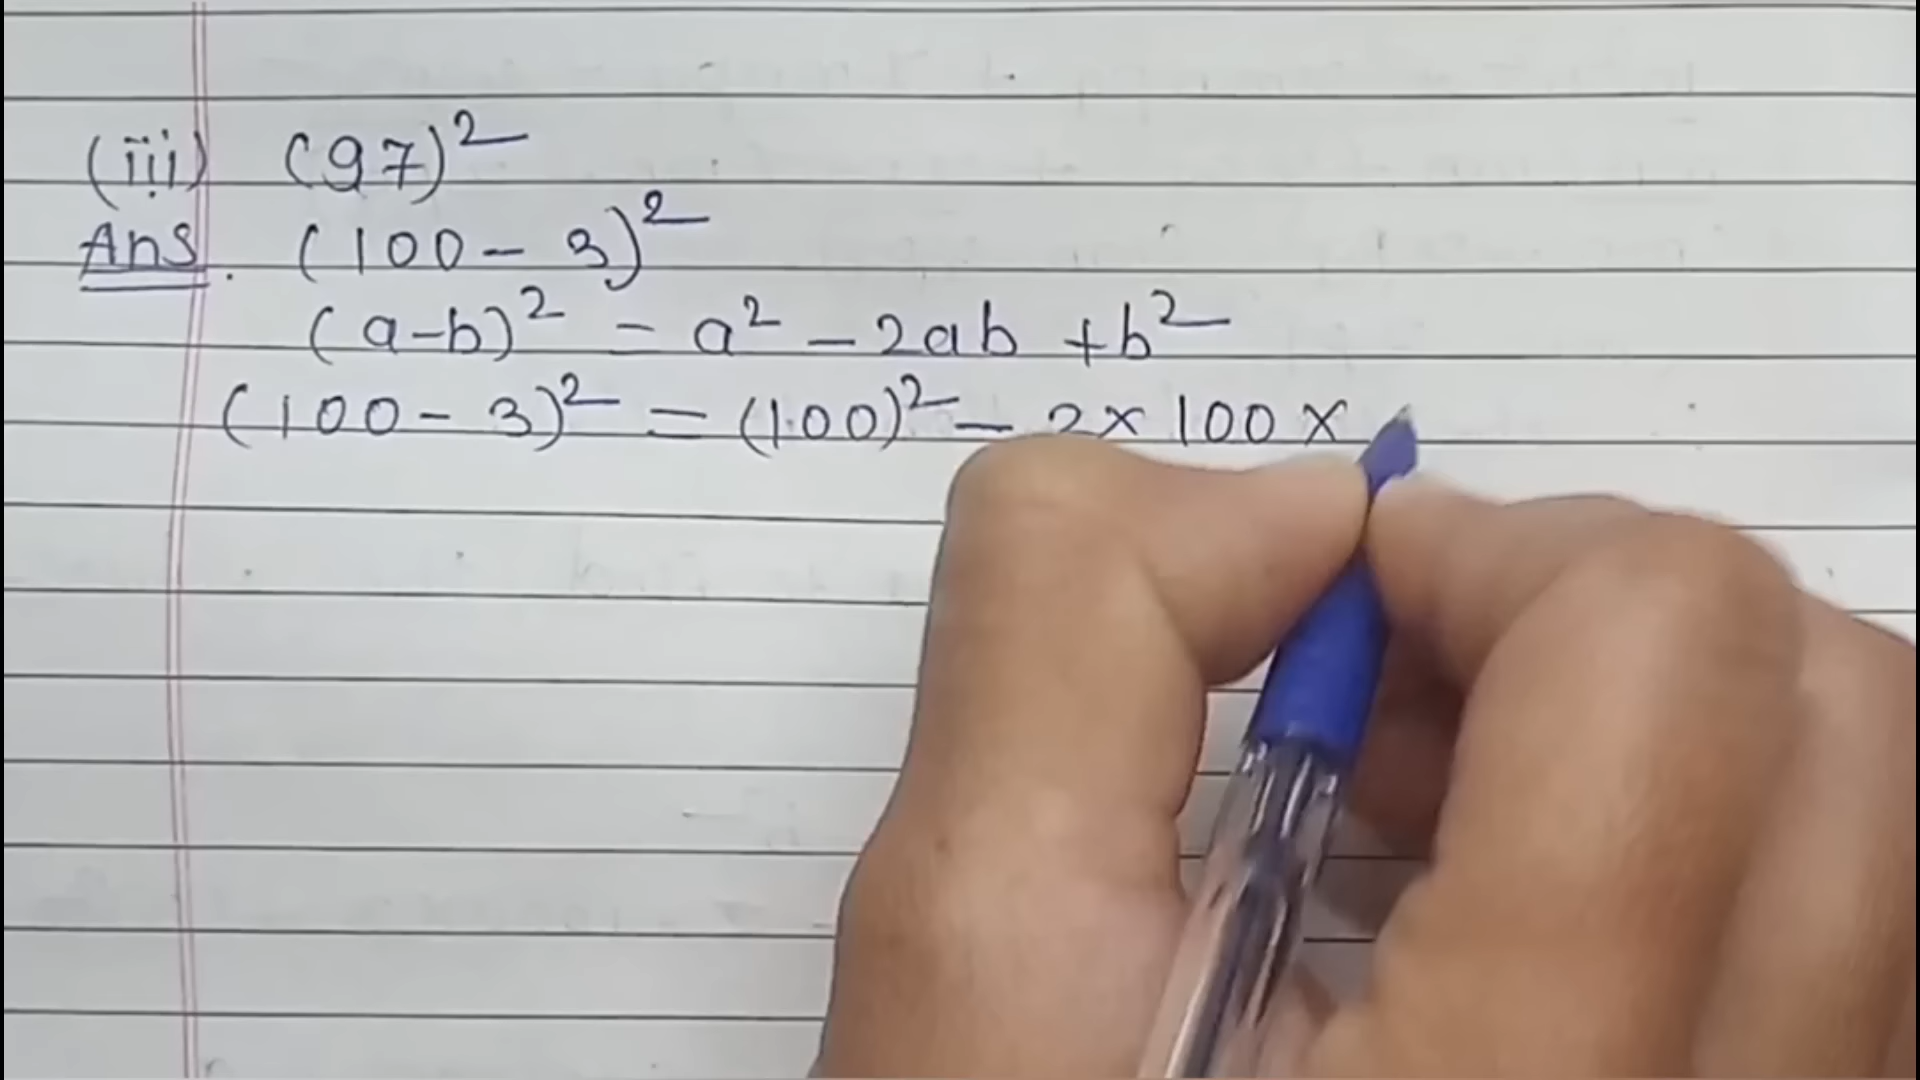 (iii) (97)²
Ans. (100 - 3)²
(a-b)² = a² - 2ab + b²
(100 - 3)² = (100)² - 2 × 100 ×